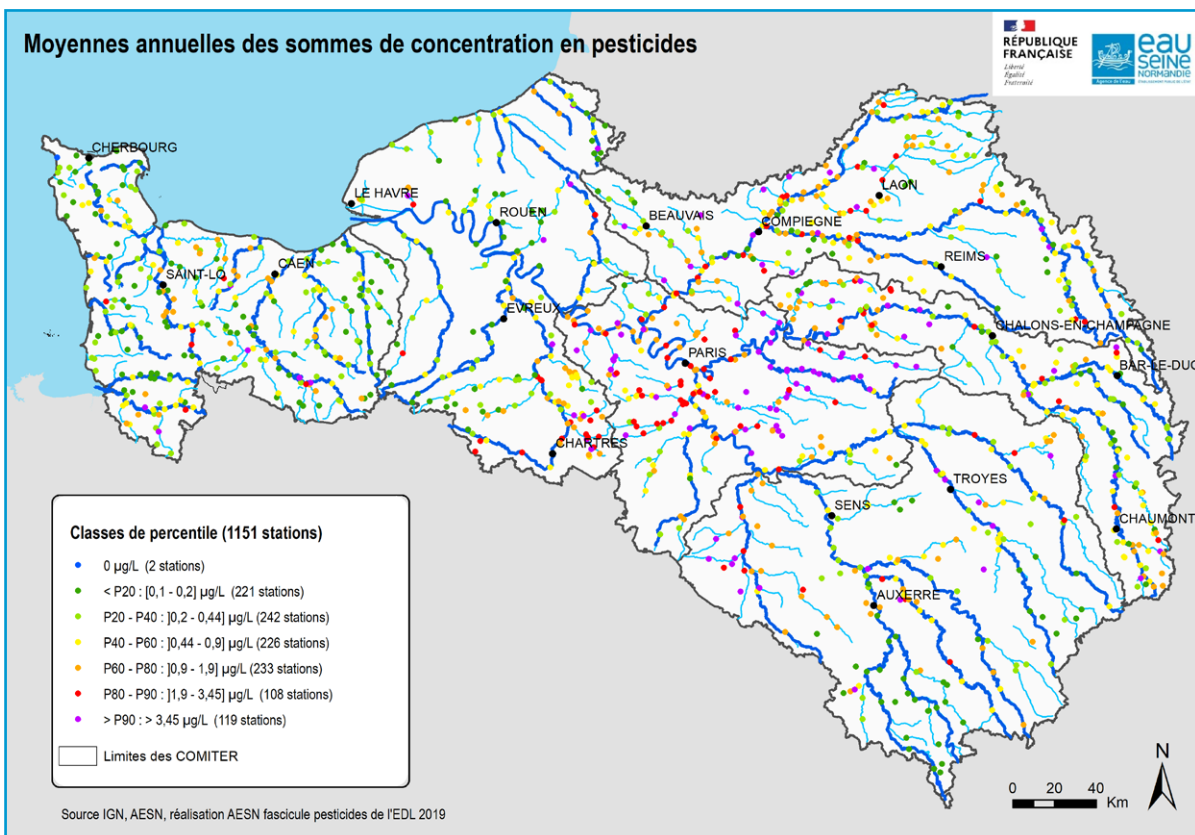 Moyennes annuelles des sommes de concentration en pesticides
RÉPUBLIQUE
FRANÇAISE
Liberté
Égalité
Fraternité
eau
SEINE
NORMANDIE
Agence de l'eau
CHERBOURG
LE HAVRE
ROUEN
BEAUVAIS
COMPIEGNE
LAON
SAINT-LO
CAEN
REIMS
EVREUX
PARIS
CHALONS-EN-CHAMPAGNE
BAR-LE-DUC
CHARTRES
TROYES
SENS
CHAUMONT
AUXERRE
Classes de percentile (1151 stations)
0 µg/L (2 stations)
< P20 : [0,1 - 0,2] µg/L (221 stations)
P20 - P40 : ]0,2 - 0,44] µg/L (242 stations)
P40 - P60 : ]0,44 - 0,9] µg/L (226 stations)
P60 - P80 : ]0,9 - 1,9] µg/L (233 stations)
P80 - P90 : ]1,9 - 3,45] µg/L (108 stations)
> P90 : > 3,45 µg/L (119 stations)
Limites des COMITER
N
0 20 40
Km
Source IGN, AESN, réalisation AESN fascicule pesticides de l'EDL 2019